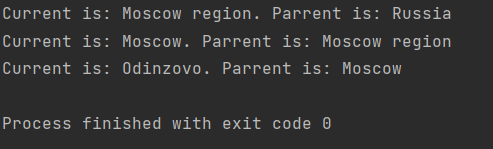 Current is: Moscow region. Parrent is: Russia
Current is: Moscow. Parrent is: Moscow region
Current is: Odinzovo. Parrent is: Moscow
Process finished with exit code 0